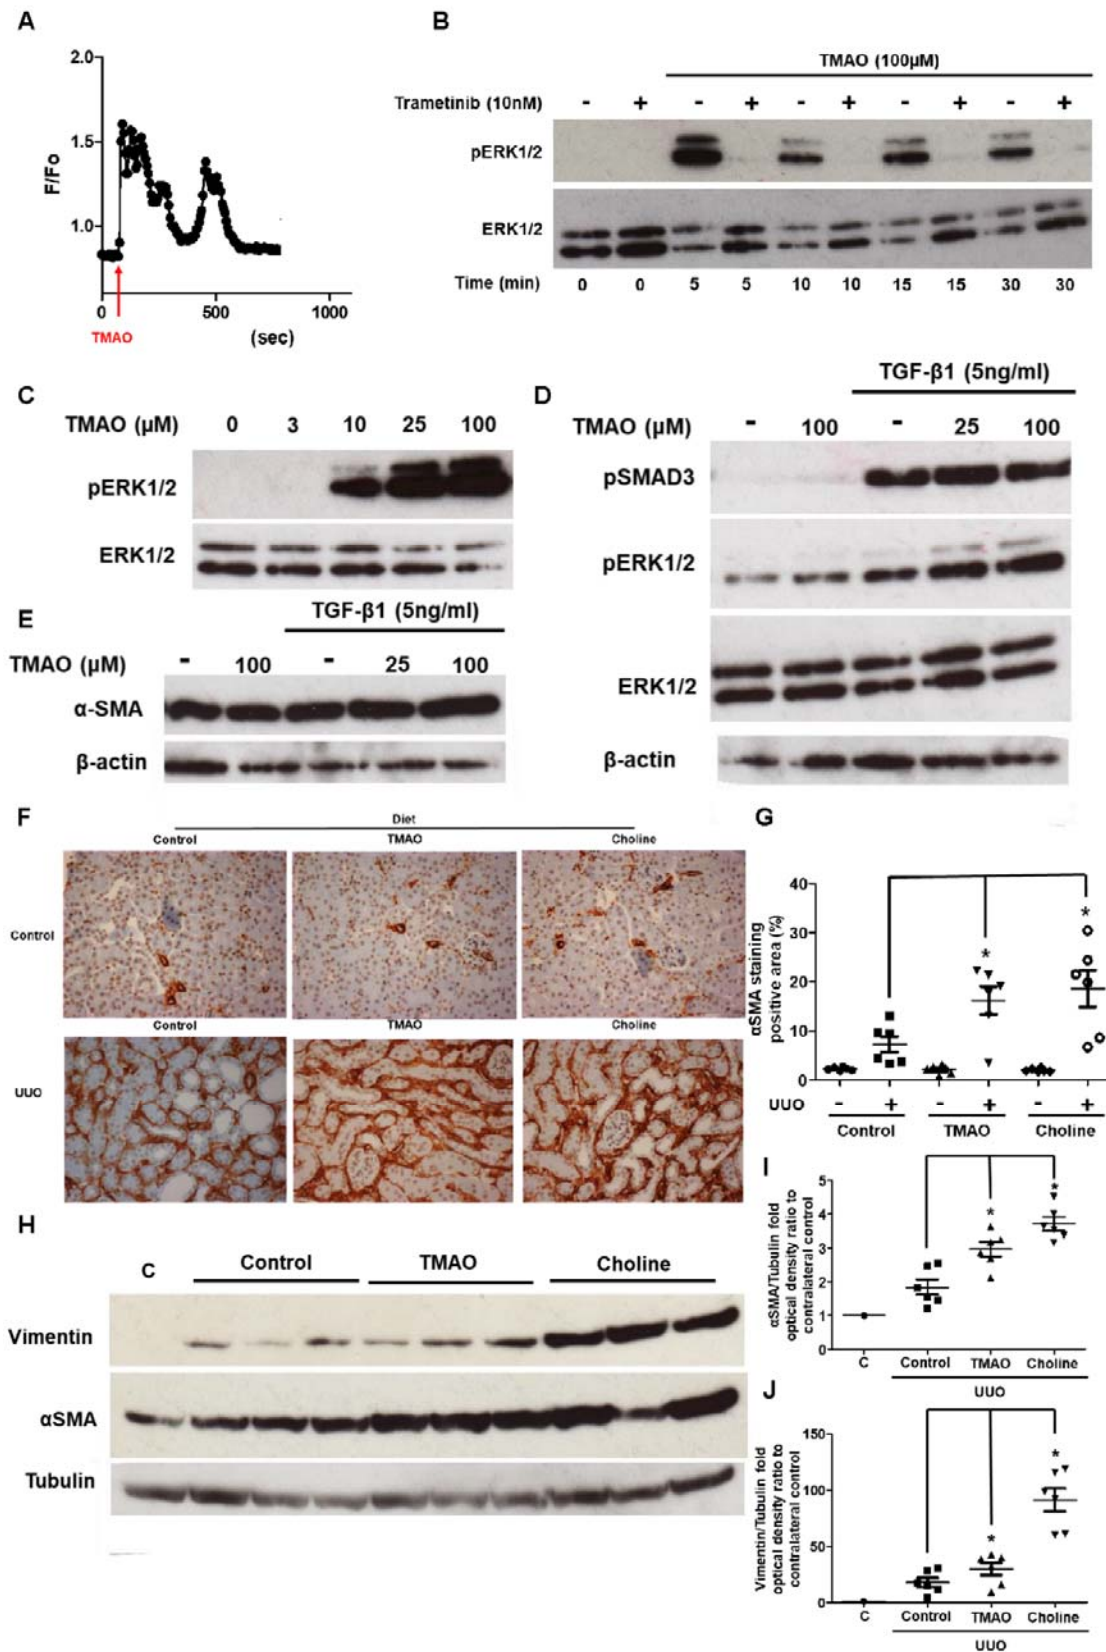 A
2.0
1.5
1.0
F/Fo
0 500 1000
TMAO
(sec)
B
TMAO (100µM)
Trametinib (10nM) - + - + - + - + - +
pERK1/2
ERK1/2
Time (min) 0 0 5 5 10 10 15 15 30 30
C
TMAO (µM) 0 3 10 25 100
pERK1/2
ERK1/2
D
TGF-β1 (5ng/ml)
TMAO (µM) - 100 - 25 100
pSMAD3
pERK1/2
ERK1/2
β-actin
E
TGF-β1 (5ng/ml)
TMAO (µM) - 100 - 25 100
α-SMA
β-actin
F
Diet
Control TMAO Choline
Control
Control TMAO Choline
UUO
G
αSMA staining
positive area (%)
40
30
20
10
0
* *
UUO - + - + - +
Control TMAO Choline
H
C Control TMAO Choline
Vimentin
αSMA
Tubulin
I
αSMA/Tubulin fold
optical density ratio to
contralateral control
5
4
3
2
1
0
* *
C Control TMAO Choline
UUO
J
Vimentin/Tubulin fold
optical density ratio to
contralateral control
150
100
50
0
* *
C Control TMAO Choline
UUO